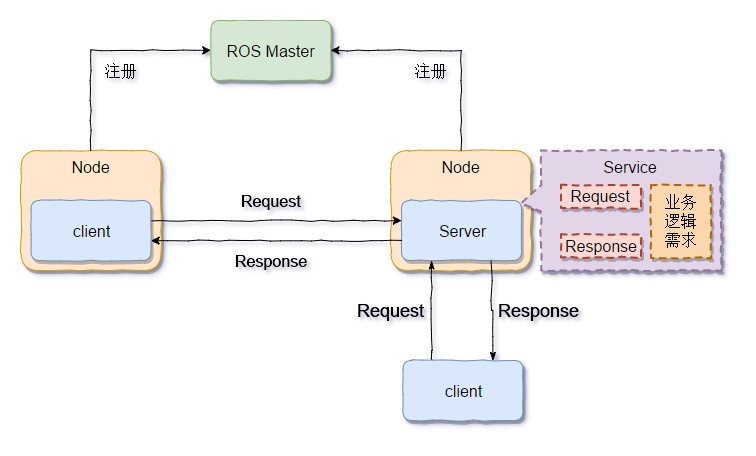 ROS Master
注册
注册
Node
Node
Service
client
Request
Response
Server
Request
Response
业务
逻辑
需求
Request
Response
client